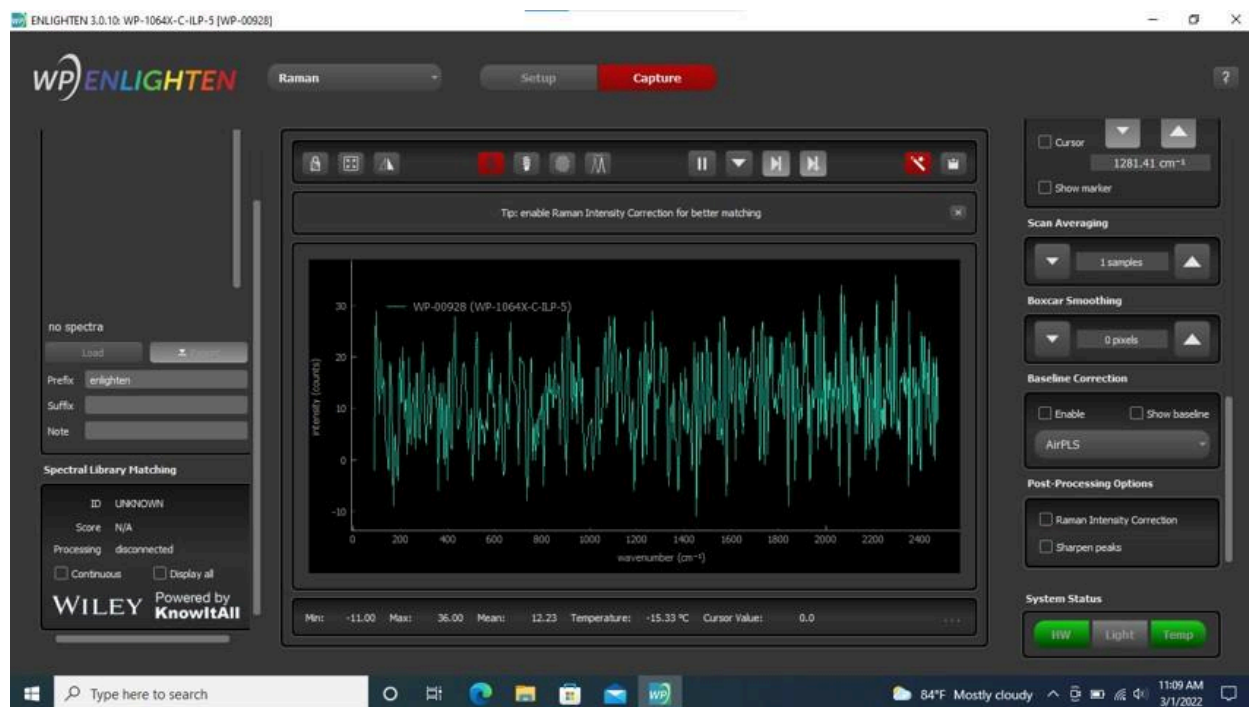 ENLIGHTEN 3.0.10: WP-1064X-C-ILP-5 [WP-00928]
WP ENLIGHTEN
Raman
Setup
Capture
?
Cursor
1281.41 cm⁻¹
Show marker
Tip: enable Raman Intensity Correction for better matching
Scan Averaging
1 samples
Boxcar Smoothing
0 pixels
Baseline Correction
Enable
Show baseline
AirPLS
Post-Processing Options
Raman Intensity Correction
Sharpen peaks
System Status
HW
Light
Temp
no spectra
Load
Export
Prefix
enlighten
Suffix
Note
Spectral Library Matching
ID UNKNOWN
Score N/A
Processing disconnected
Continuous
Display all
WILEY
Powered by
KnowItAll
WP-00928 (WP-1064X-C-ILP-5)
intensity (counts)
30
20
10
0
-10
0 200 400 600 800 1000 1200 1400 1600 1800 2000 2200 2400
wavenumber (cm⁻¹)
Min: -11.00 Max: 36.00 Mean: 12.23 Temperature: -15.33 ºC Cursor Value: 0.0
Type here to search
WP
84°F Mostly cloudy
11:09 AM
3/1/2022